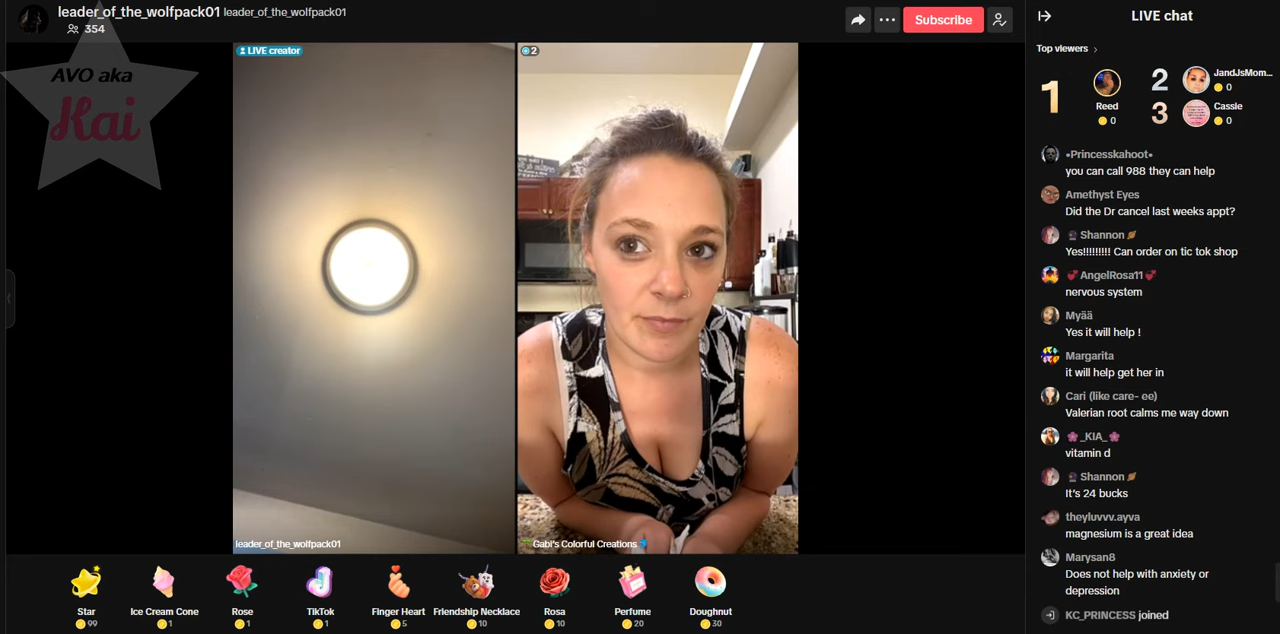 leader_of_the_wolfpack01 leader_of_the_wolfpack01
354
Subscribe
AVO aka
Kai
LIVE creator
2
leader_of_the_wolfpack01
Gabi's Colorful Creations
Star
99
Ice Cream Cone
1
Rose
1
TikTok
1
Finger Heart
5
Friendship Necklace
10
Rosa
10
Perfume
20
Doughnut
30
LIVE chat
Top viewers
1
Reed
0
2
JandJsMom...
0
3
Cassie
0
•Princesskahoot•
you can call 988 they can help
Amethyst Eyes
Did the Dr cancel last weeks appt?
🔮 Shannon 🪐
Yes!!!!!!!!! Can order on tic tok shop
💞AngelRosa11💞
nervous system
Myää
Yes it will help !
Margarita
it will help get her in
Cari (like care- ee)
Valerian root calms me way down
🌸_KIA_🌸
vitamin d
🔮 Shannon 🪐
It's 24 bucks
theyluvvv.ayva
magnesium is a great idea
Marysan8
Does not help with anxiety or
depression
KC_PRINCESS joined